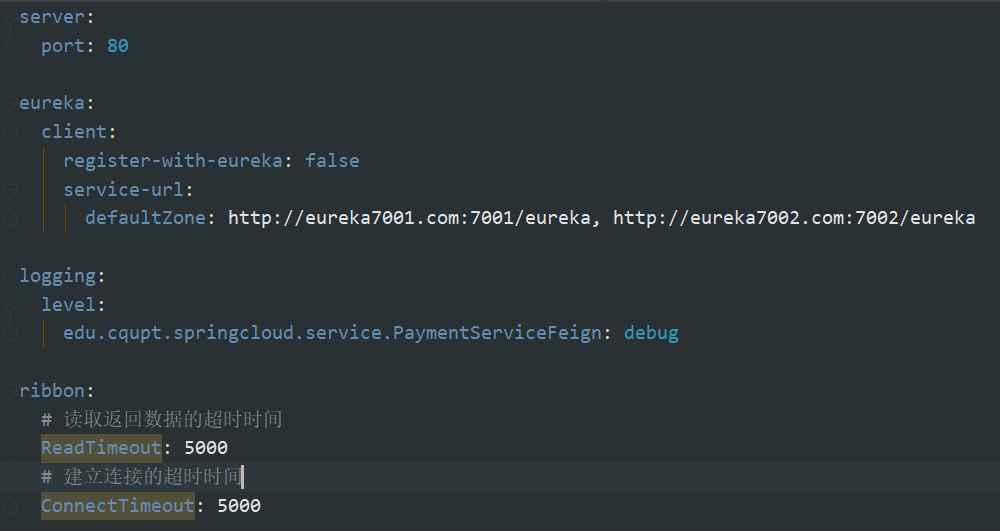 server:
port: 80
eureka:
client:
register-with-eureka: false
service-url:
defaultZone: http://eureka7001.com:7001/eureka, http://eureka7002.com:7002/eureka
logging:
level:
edu.cqupt.springcloud.service.PaymentServiceFeign: debug
ribbon:
# 读取返回数据的超时时间
ReadTimeout: 5000
# 建立连接的超时时间
ConnectTimeout: 5000